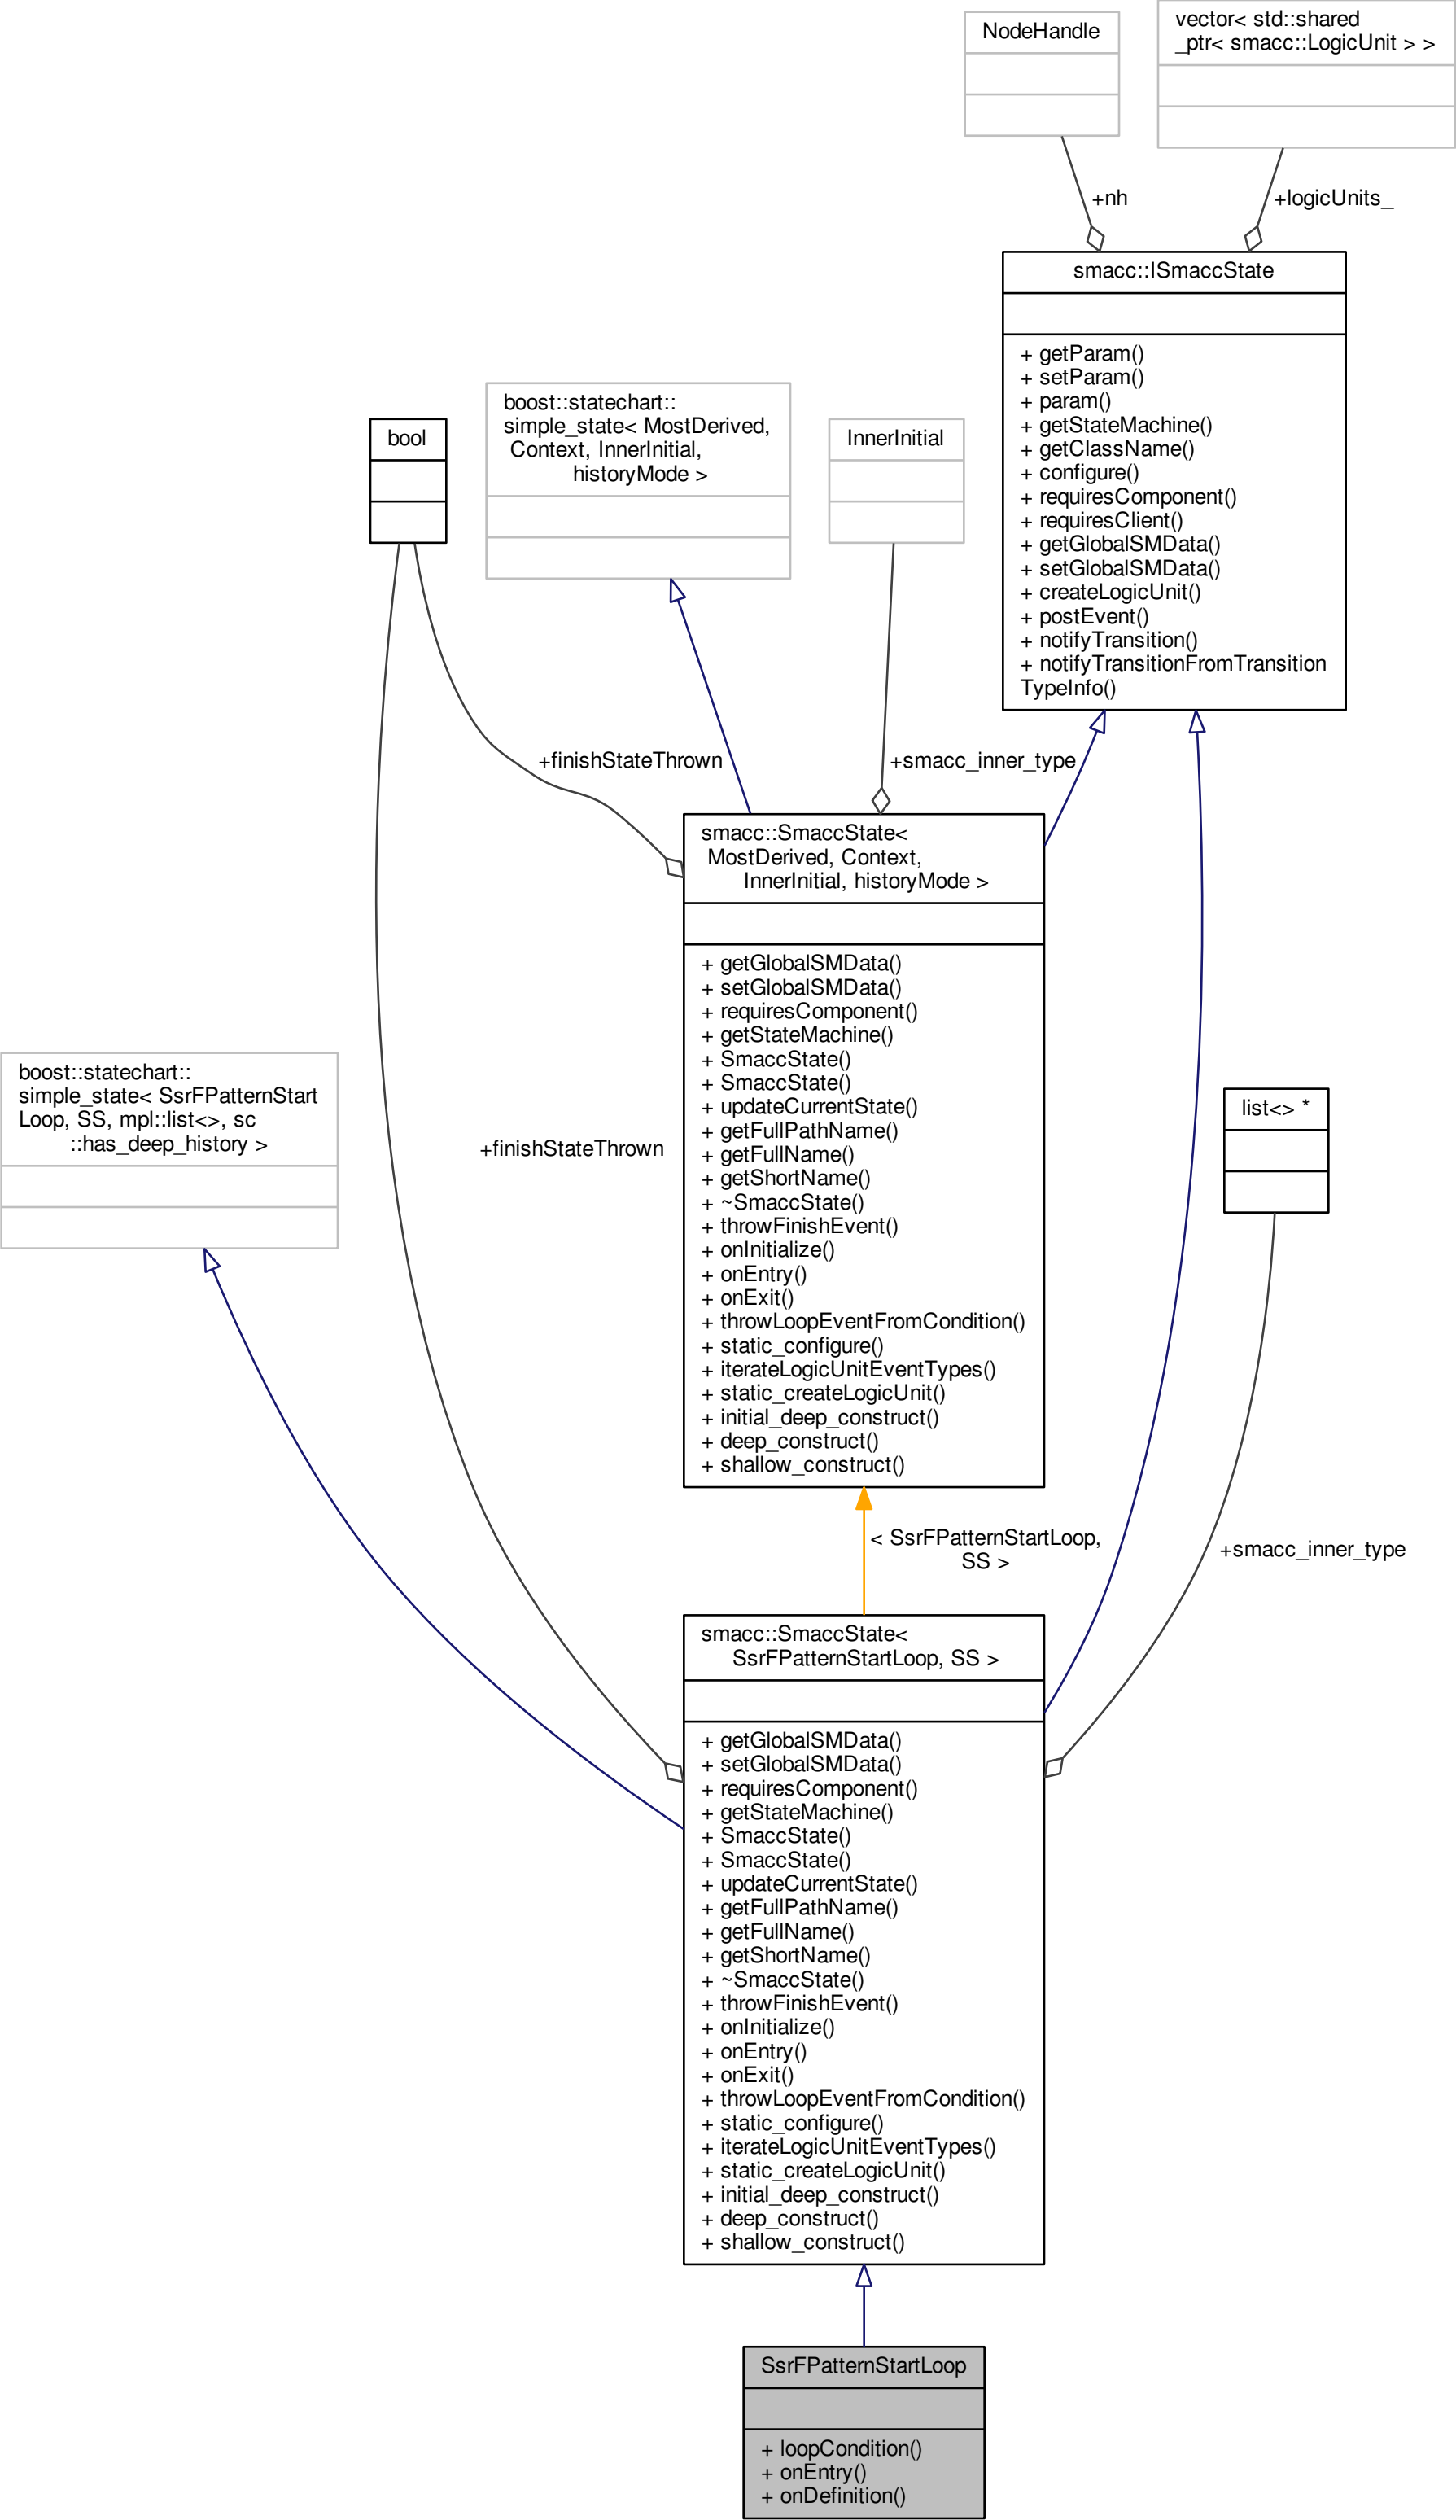 NodeHandle
vector< std::shared
_ptr< smacc::LogicUnit > >
+nh
+logicUnits_
smacc::ISmaccState
+ getParam()
+ setParam()
+ param()
+ getStateMachine()
+ getClassName()
+ configure()
+ requiresComponent()
+ requiresClient()
+ getGlobalSMData()
+ setGlobalSMData()
+ createLogicUnit()
+ postEvent()
+ notifyTransition()
+ notifyTransitionFromTransition
TypeInfo()
bool
boost::statechart::
simple_state< MostDerived,
Context, InnerInitial,
historyMode >
InnerInitial
+finishStateThrown
+smacc_inner_type
smacc::SmaccState<
MostDerived, Context,
InnerInitial, historyMode >
+ getGlobalSMData()
+ setGlobalSMData()
+ requiresComponent()
+ getStateMachine()
+ SmaccState()
+ SmaccState()
+ updateCurrentState()
+ getFullPathName()
+ getFullName()
+ getShortName()
+ ~SmaccState()
+ throwFinishEvent()
+ onInitialize()
+ onEntry()
+ onExit()
+ throwLoopEventFromCondition()
+ static_configure()
+ iterateLogicUnitEventTypes()
+ static_createLogicUnit()
+ initial_deep_construct()
+ deep_construct()
+ shallow_construct()
boost::statechart::
simple_state< SsrFPatternStart
Loop, SS, mpl::list<>, sc
::has_deep_history >
+finishStateThrown
list<> *
< SsrFPatternStartLoop,
SS >
+smacc_inner_type
smacc::SmaccState<
SsrFPatternStartLoop, SS >
+ getGlobalSMData()
+ setGlobalSMData()
+ requiresComponent()
+ getStateMachine()
+ SmaccState()
+ SmaccState()
+ updateCurrentState()
+ getFullPathName()
+ getFullName()
+ getShortName()
+ ~SmaccState()
+ throwFinishEvent()
+ onInitialize()
+ onEntry()
+ onExit()
+ throwLoopEventFromCondition()
+ static_configure()
+ iterateLogicUnitEventTypes()
+ static_createLogicUnit()
+ initial_deep_construct()
+ deep_construct()
+ shallow_construct()
SsrFPatternStartLoop
+ loopCondition()
+ onEntry()
+ onDefinition()